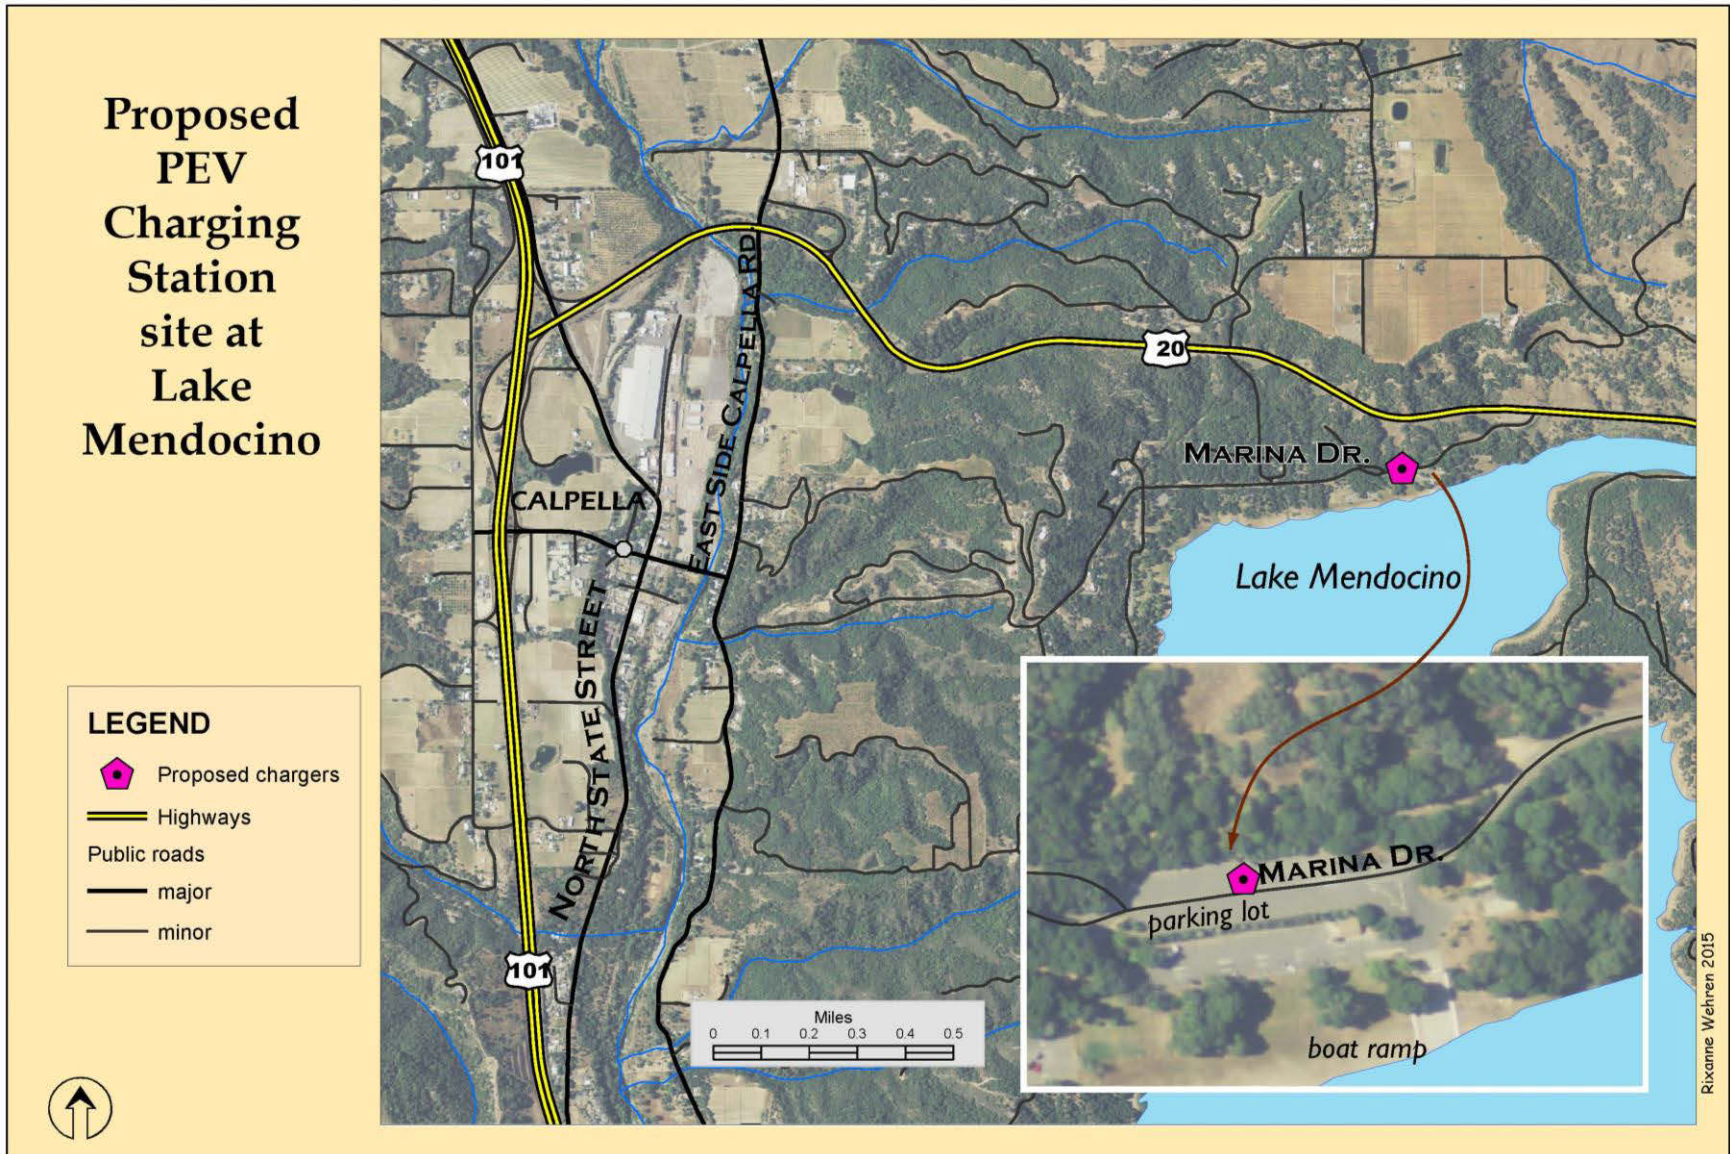 Proposed
PEV
Charging
Station
site at
Lake
Mendocino
101
20
EAST SIDE CALPELLA RD
MARINA DR.
CALPELLA
Lake Mendocino
NORTH STATE STREET
LEGEND
Proposed chargers
Highways
Public roads
major
minor
MARINA DR.
parking lot
101
boat ramp
Miles
0 0.1 0.2 0.3 0.4 0.5
Rixanne Wehren 2015